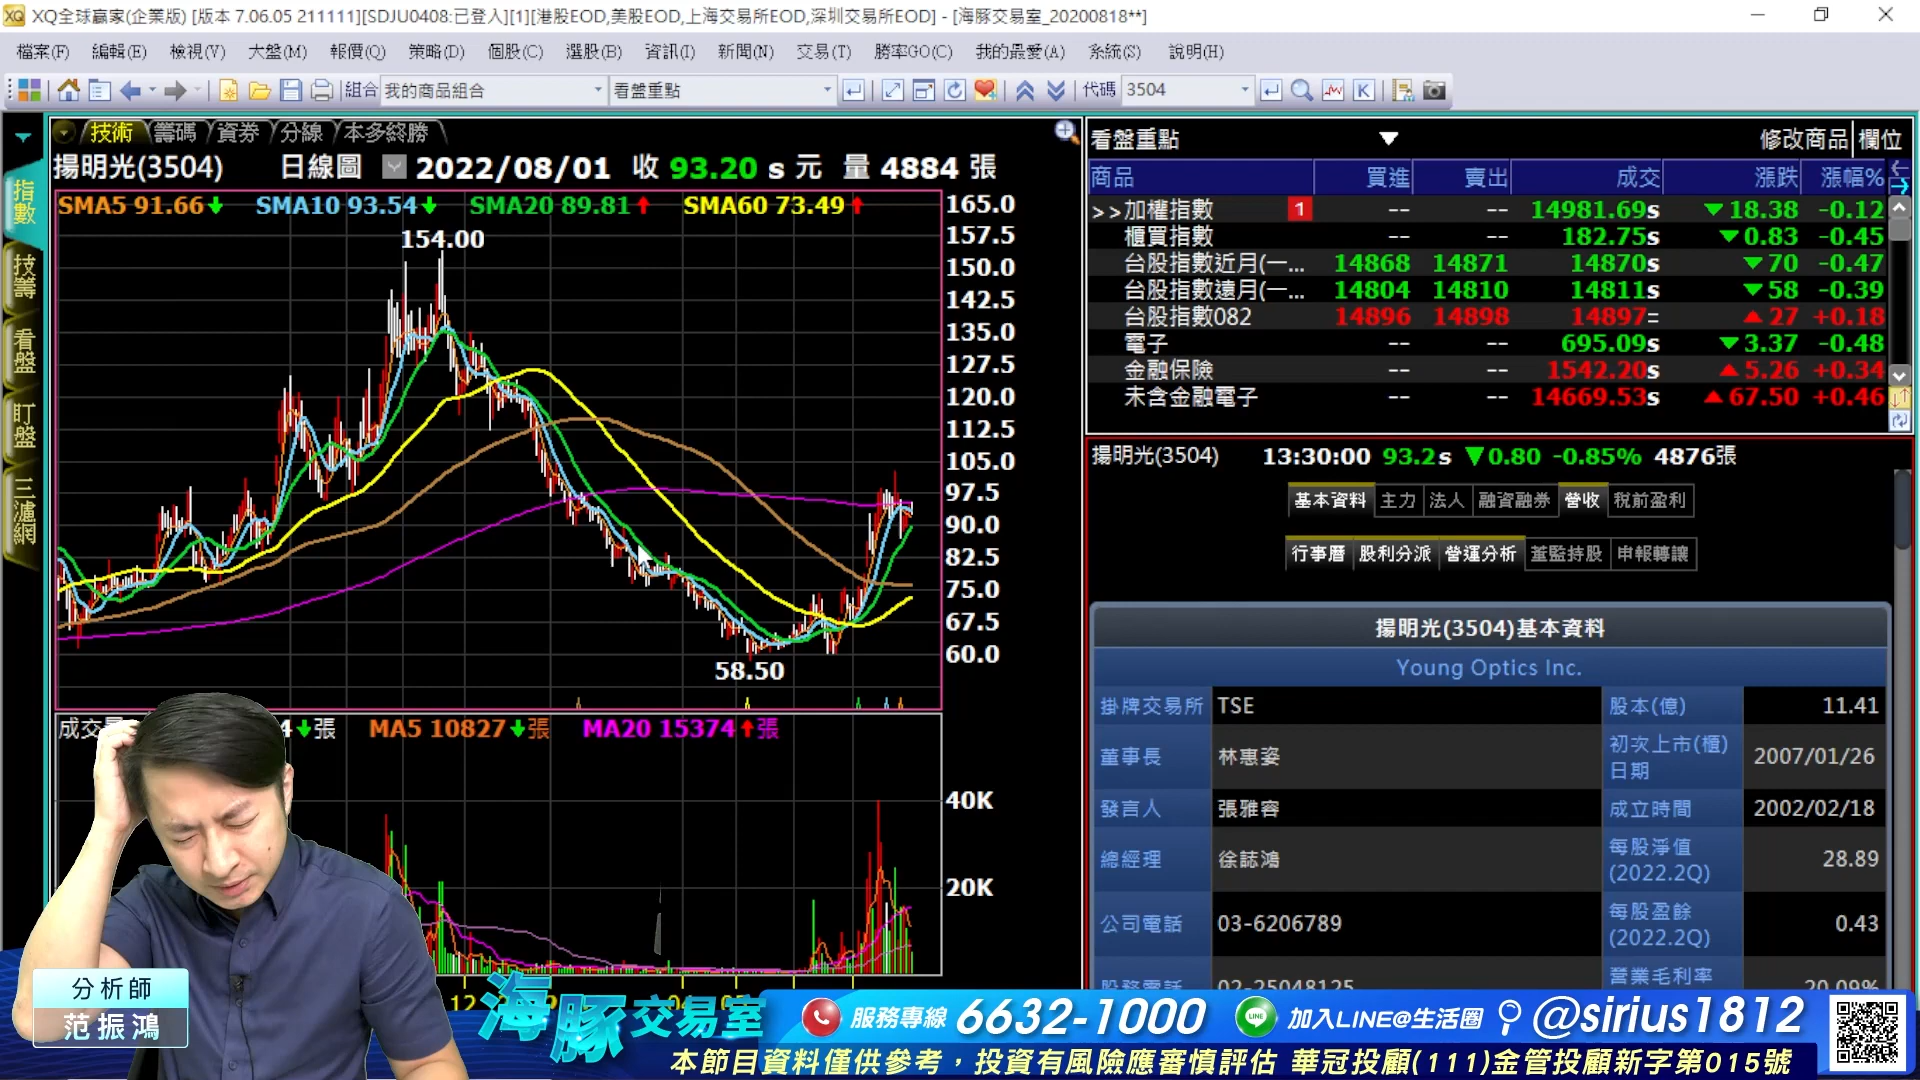 XQ全球贏家(企業版) [版本 7.06.05 211111][SDJU0408:已登入][1][港股EOD,美股EOD,上海交易所EOD,深圳交易所EOD] - [海豚交易室_20200818**]
檔案(F) 編輯(E) 檢視(V) 大盤(M) 報價(Q) 策略(D) 個股(C) 選股(B) 資訊(I) 新聞(N) 交易(T) 勝率GO(C) 我的最愛(A) 系統(S) 說明(H)
組合 我的商品組合 看盤重點 代碼 3504
技術 籌碼 資券 分線 本多終勝
指數
技籌
看盤
盯盤
三濾網
揚明光(3504) 日線圖 2022/08/01 收 93.20 s 元 量 4884 張
SMA5 91.66 SMA10 93.54 SMA20 89.81 SMA60 73.49
154.00
58.50
165.0
157.5
150.0
142.5
135.0
127.5
120.0
112.5
105.0
97.5
90.0
82.5
75.0
67.5
60.0
4 張 MA5 10827 張 MA20 15374 張
40K
20K
12
看盤重點 修改商品 欄位
商品 買進 賣出 成交 漲跌 漲幅%
>>加權指數 1 -- -- 14981.69s ▼18.38 -0.12
櫃買指數 -- -- 182.75s ▼0.83 -0.45
台股指數近月(一... 14868 14871 14870s ▼70 -0.47
台股指數遠月(一... 14804 14810 14811s ▼58 -0.39
台股指數082 14896 14898 14897= ▲27 +0.18
電子 -- -- 695.09s ▼3.37 -0.48
金融保險 -- -- 1542.20s ▲5.26 +0.34
未含金融電子 -- -- 14669.53s ▲67.50 +0.46
揚明光(3504) 13:30:00 93.2s ▼0.80 -0.85% 4876張
基本資料 主力 法人 融資融券 營收 稅前盈利
行事曆 股利分派 營運分析 董監持股 申報轉讓
揚明光(3504)基本資料
Young Optics Inc.
掛牌交易所 TSE 股本(億) 11.41
董事長 林惠姿 初次上市(櫃)日期 2007/01/26
發言人 張雅容 成立時間 2002/02/18
總經理 徐誌鴻 每股淨值(2022.2Q) 28.89
公司電話 03-6206789 每股盈餘(2022.2Q) 0.43
股務電話 02-25048125 營業毛利率 20.09%
分析師
范振鴻
海豚交易室 服務專線 6632-1000 LINE 加入LINE@生活圈 @sirius1812
本節目資料僅供參考，投資有風險應審慎評估 華冠投顧(111)金管投顧新字第015號